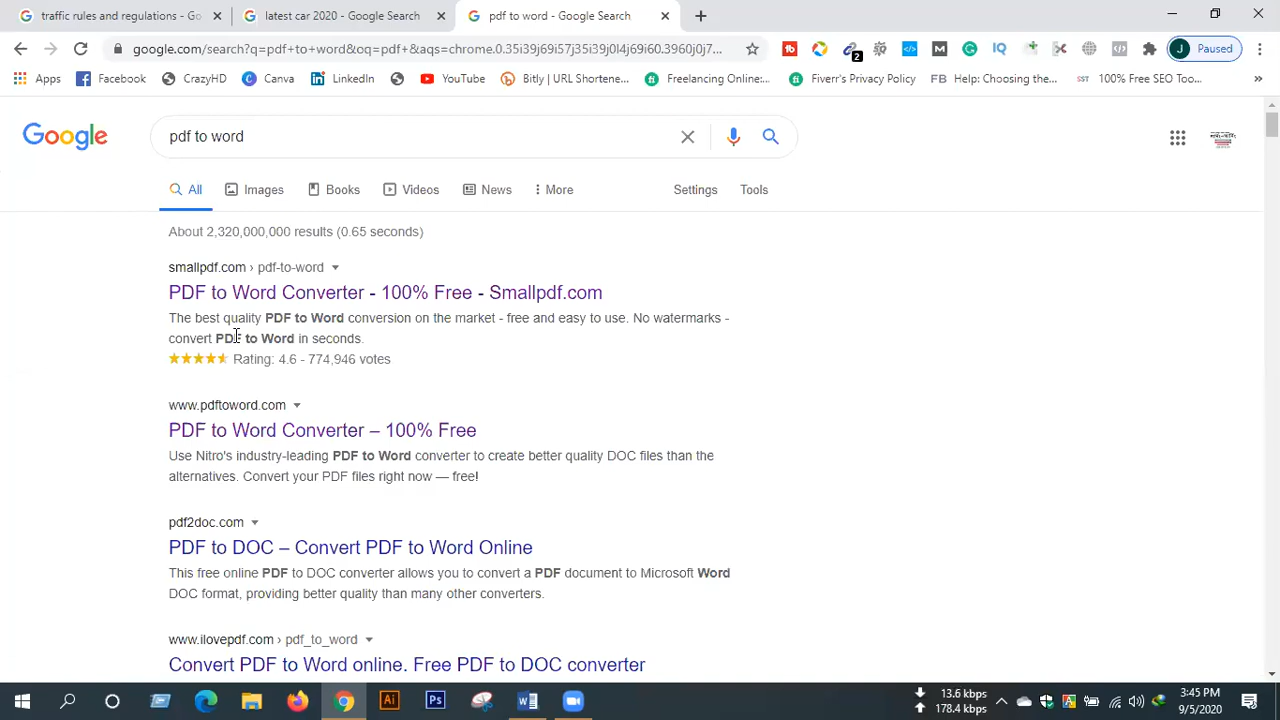 traffic rules and regulations - Go
latest car 2020 - Google Search
pdf to word - Google Search
google.com/search?q=pdf+to+word&oq=pdf+&aqs=chrome.0.35i39j69i57j35i39j0l4j69i60.3960j0j7...
2
J Paused
Apps
Facebook
CrazyHD
Canva
LinkedIn
YouTube
Bitly | URL Shortene...
Freelancing Online:...
Fiverr's Privacy Policy
FB Help: Choosing the...
SST 100% Free SEO Too...
»
Google
pdf to word
All
Images
Books
Videos
News
More
Settings
Tools
About 2,320,000,000 results (0.65 seconds)
smallpdf.com › pdf-to-word
PDF to Word Converter - 100% Free - Smallpdf.com
The best quality PDF to Word conversion on the market - free and easy to use. No watermarks -
convert PDF to Word in seconds.
Rating: 4.6 - 774,946 votes
www.pdftoword.com
PDF to Word Converter – 100% Free
Use Nitro's industry-leading PDF to Word converter to create better quality DOC files than the
alternatives. Convert your PDF files right now — free!
pdf2doc.com
PDF to DOC – Convert PDF to Word Online
This free online PDF to DOC converter allows you to convert a PDF document to Microsoft Word
DOC format, providing better quality than many other converters.
www.ilovepdf.com › pdf_to_word
Convert PDF to Word online. Free PDF to DOC converter
Ai
Ps
13.6 kbps
178.4 kbps
3:45 PM
9/5/2020